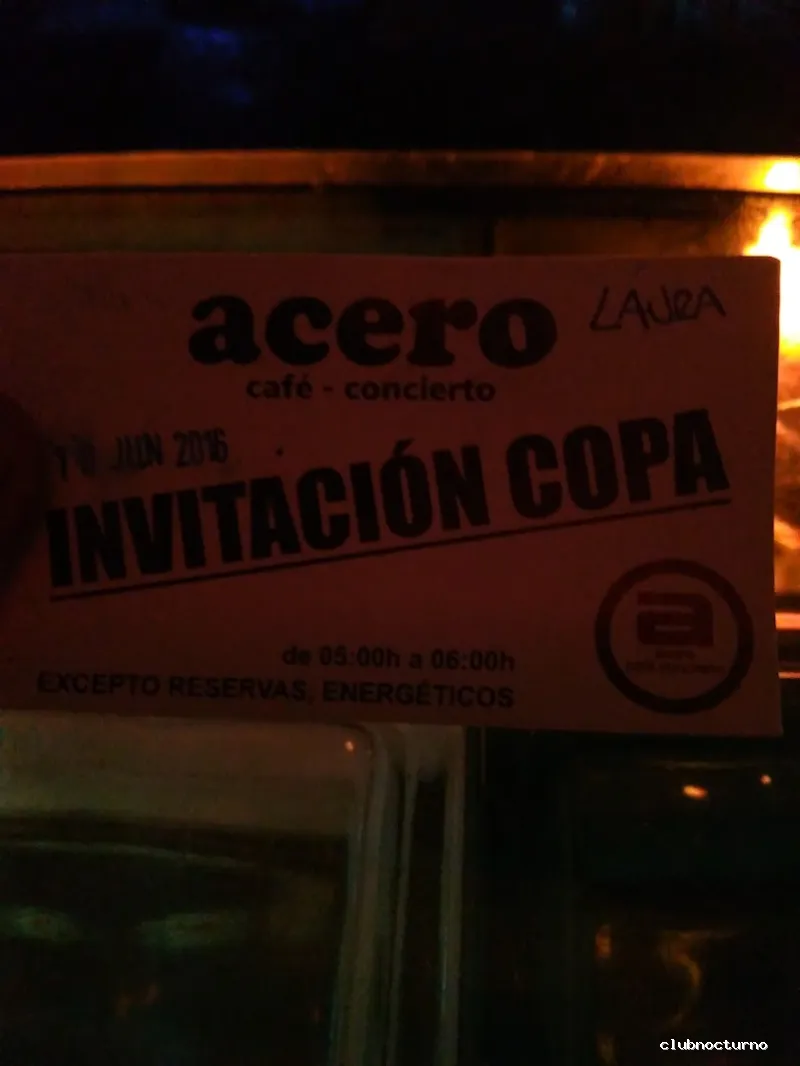 acero
LAURA
café - concierto
JUN 2016
INVITACIÓN COPA
a
de 05:00h a 06:00h
EXCEPTO RESERVAS, ENERGÉTICOS
clubnocturno